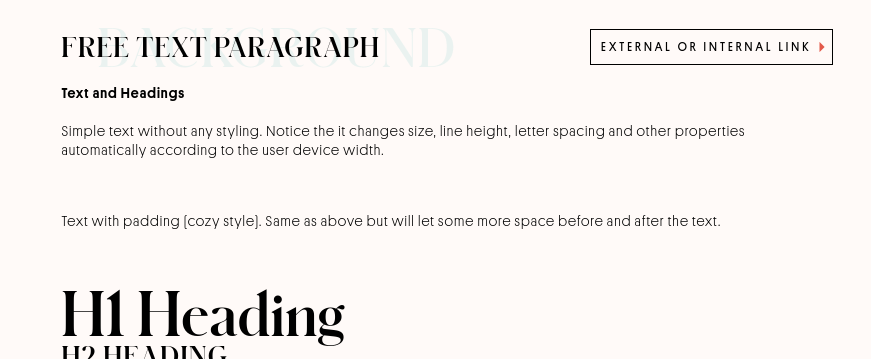 BACKGROUND
FREE TEXT PARAGRAPH
EXTERNAL OR INTERNAL LINK
Text and Headings
Simple text without any styling. Notice the it changes size, line height, letter spacing and other properties
automatically according to the user device width.
Text with padding (cozy style). Same as above but will let some more space before and after the text.
H1 Heading
H2 HEADING